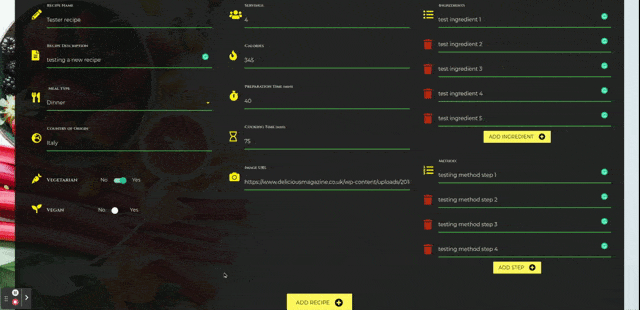 Recipe Name
Tester recipe
Recipe Description
testing a new recipe
Meal Type
Dinner
Country of Origin
Italy
Vegetarian
No
Yes
Vegan
No
Yes
Servings
4
Calories
345
Preparation Time (mins)
40
Cooking Time (mins)
75
Image URL
https://www.deliciousmagazine.co.uk/wp-content/uploads/201
Ingredients
test ingredient 1
test ingredient 2
test ingredient 3
test ingredient 4
test ingredient 5
ADD INGREDIENT
Method
testing method step 1
testing method step 2
testing method step 3
testing method step 4
ADD STEP
ADD RECIPE